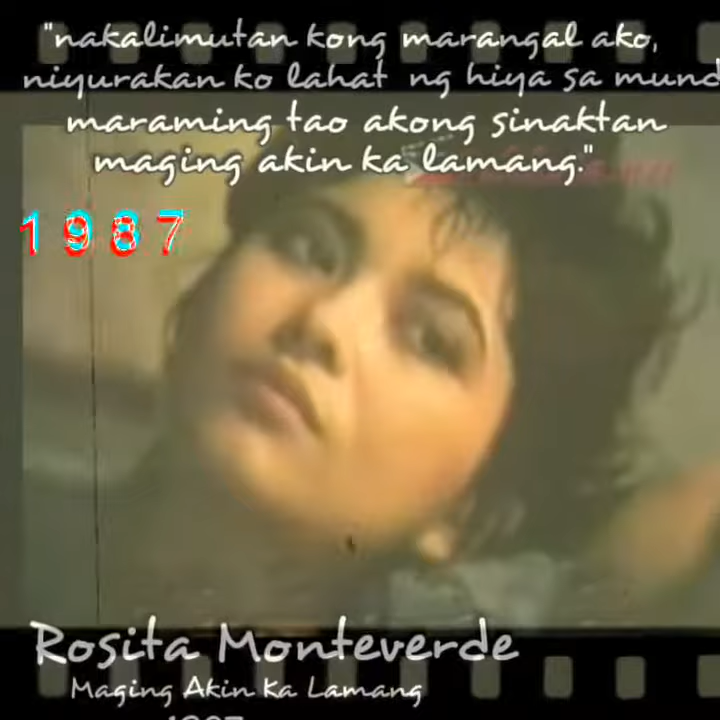 "nakalimutan kong marangal ako,
niyurakan ko lahat ng hiya sa mund
maraming tao akong sinaktan
maging akin ka lamang."
1987
Rosita Monteverde
Maging Akin Ka Lamang
1987